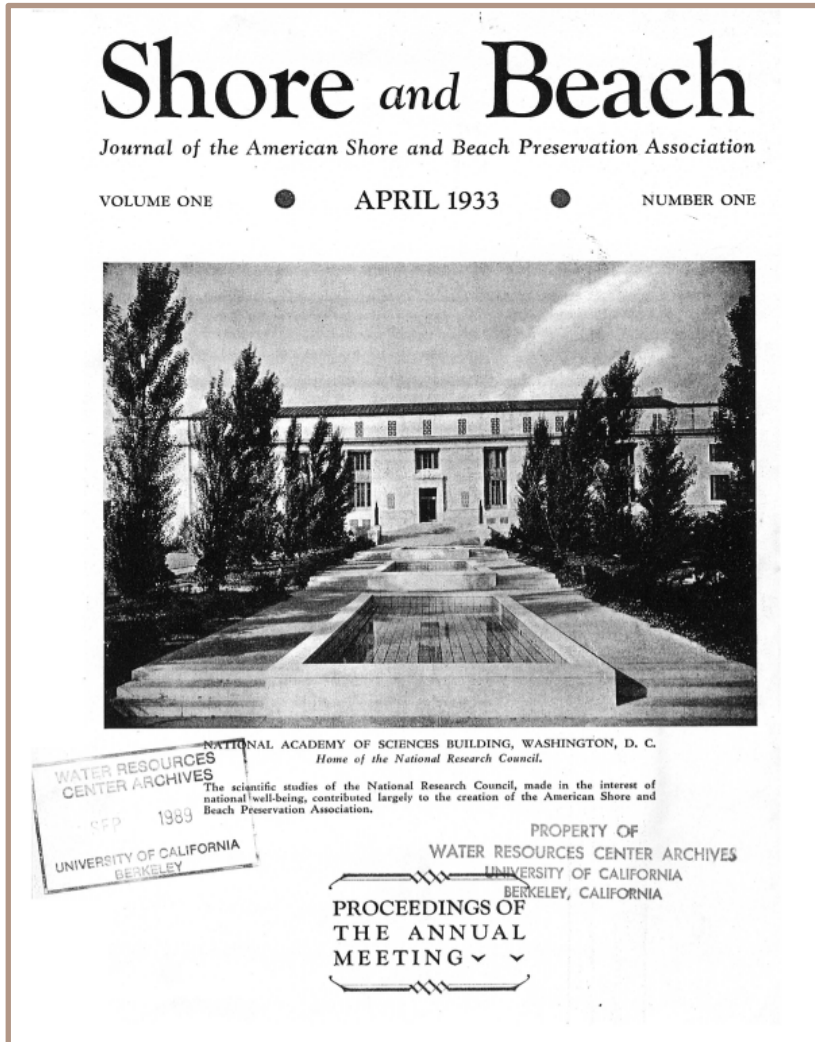 Shore and Beach
Journal of the American Shore and Beach Preservation Association
VOLUME ONE ● APRIL 1933 ● NUMBER ONE
NATIONAL ACADEMY OF SCIENCES BUILDING, WASHINGTON, D. C.
Home of the National Research Council.
The scientific studies of the National Research Council, made in the interest of
national well-being, contributed largely to the creation of the American Shore and
Beach Preservation Association.
WATER RESOURCES
CENTER ARCHIVES
SEP 1989
UNIVERSITY OF CALIFORNIA
BERKELEY
PROPERTY OF
WATER RESOURCES CENTER ARCHIVES
UNIVERSITY OF CALIFORNIA
BERKELEY, CALIFORNIA
PROCEEDINGS OF
THE ANNUAL
MEETING